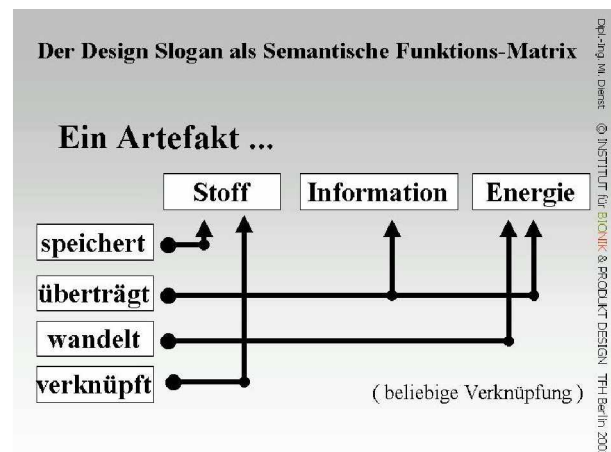 Der Design Slogan als Semantische Funktions-Matrix
Ein Artefakt ...
Stoff Information Energie
speichert
überträgt
wandelt
verknüpft
( beliebige Verknüpfung )
Dipl.-Ing. Mi. Dienst © INSTITUT für BIONIK & PRODUKT DESIGN TFH Berlin